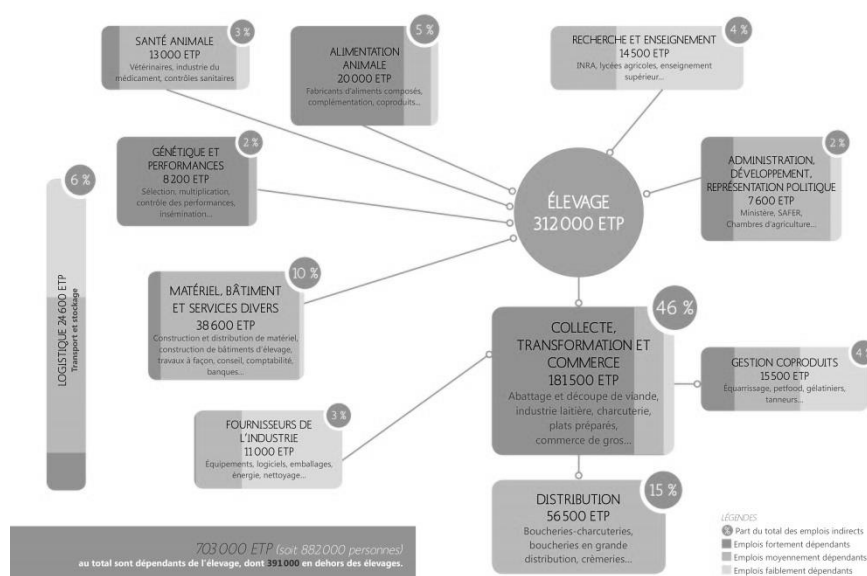 SANTÉ ANIMALE
13 000 ETP
Vétérinaires, industrie du
médicament, contrôles sanitaires
3 %
ALIMENTATION
ANIMALE
20 000 ETP
Fabricants d'aliments composés,
complémentation, coproduits...
5 %
RECHERCHE ET ENSEIGNEMENT
14 500 ETP
INRA, lycées agricoles, enseignement
supérieur...
4 %
GÉNÉTIQUE ET
PERFORMANCES
8 200 ETP
Sélection, multiplication,
contrôle des performances,
insémination...
2 %
ÉLEVAGE
312 000 ETP
ADMINISTRATION,
DÉVELOPPEMENT,
REPRÉSENTATION POLITIQUE
7 600 ETP
Ministère, SAFER,
Chambres d'agriculture...
2 %
6 %
LOGISTIQUE 24 600 ETP
Transport et stockage
MATÉRIEL, BÂTIMENT
ET SERVICES DIVERS
38 600 ETP
Construction et distribution de matériel,
construction de bâtiments d'élevage,
travaux à façon, conseil, comptabilité,
banques...
10 %
COLLECTE,
TRANSFORMATION ET
COMMERCE
181 500 ETP
Abattage et découpe de viande,
industrie laitière, charcuterie,
plats préparés,
commerce de gros...
46 %
GESTION COPRODUITS
15 500 ETP
Équarrissage, petfood, gélatiniers,
tanneurs...
4 %
FOURNISSEURS DE
L'INDUSTRIE
11 000 ETP
Équipements, logiciels, emballages,
énergie, nettoyage...
3 %
DISTRIBUTION
56 500 ETP
Boucheries-charcuteries,
boucheries en grande
distribution, crèmeries...
15 %
703 000 ETP (soit 882 000 personnes)
au total sont dépendants de l'élevage, dont 391 000 en dehors des élevages.
LÉGENDES
% Part du total des emplois indirects
Emplois fortement dépendants
Emplois moyennement dépendants
Emplois faiblement dépendants